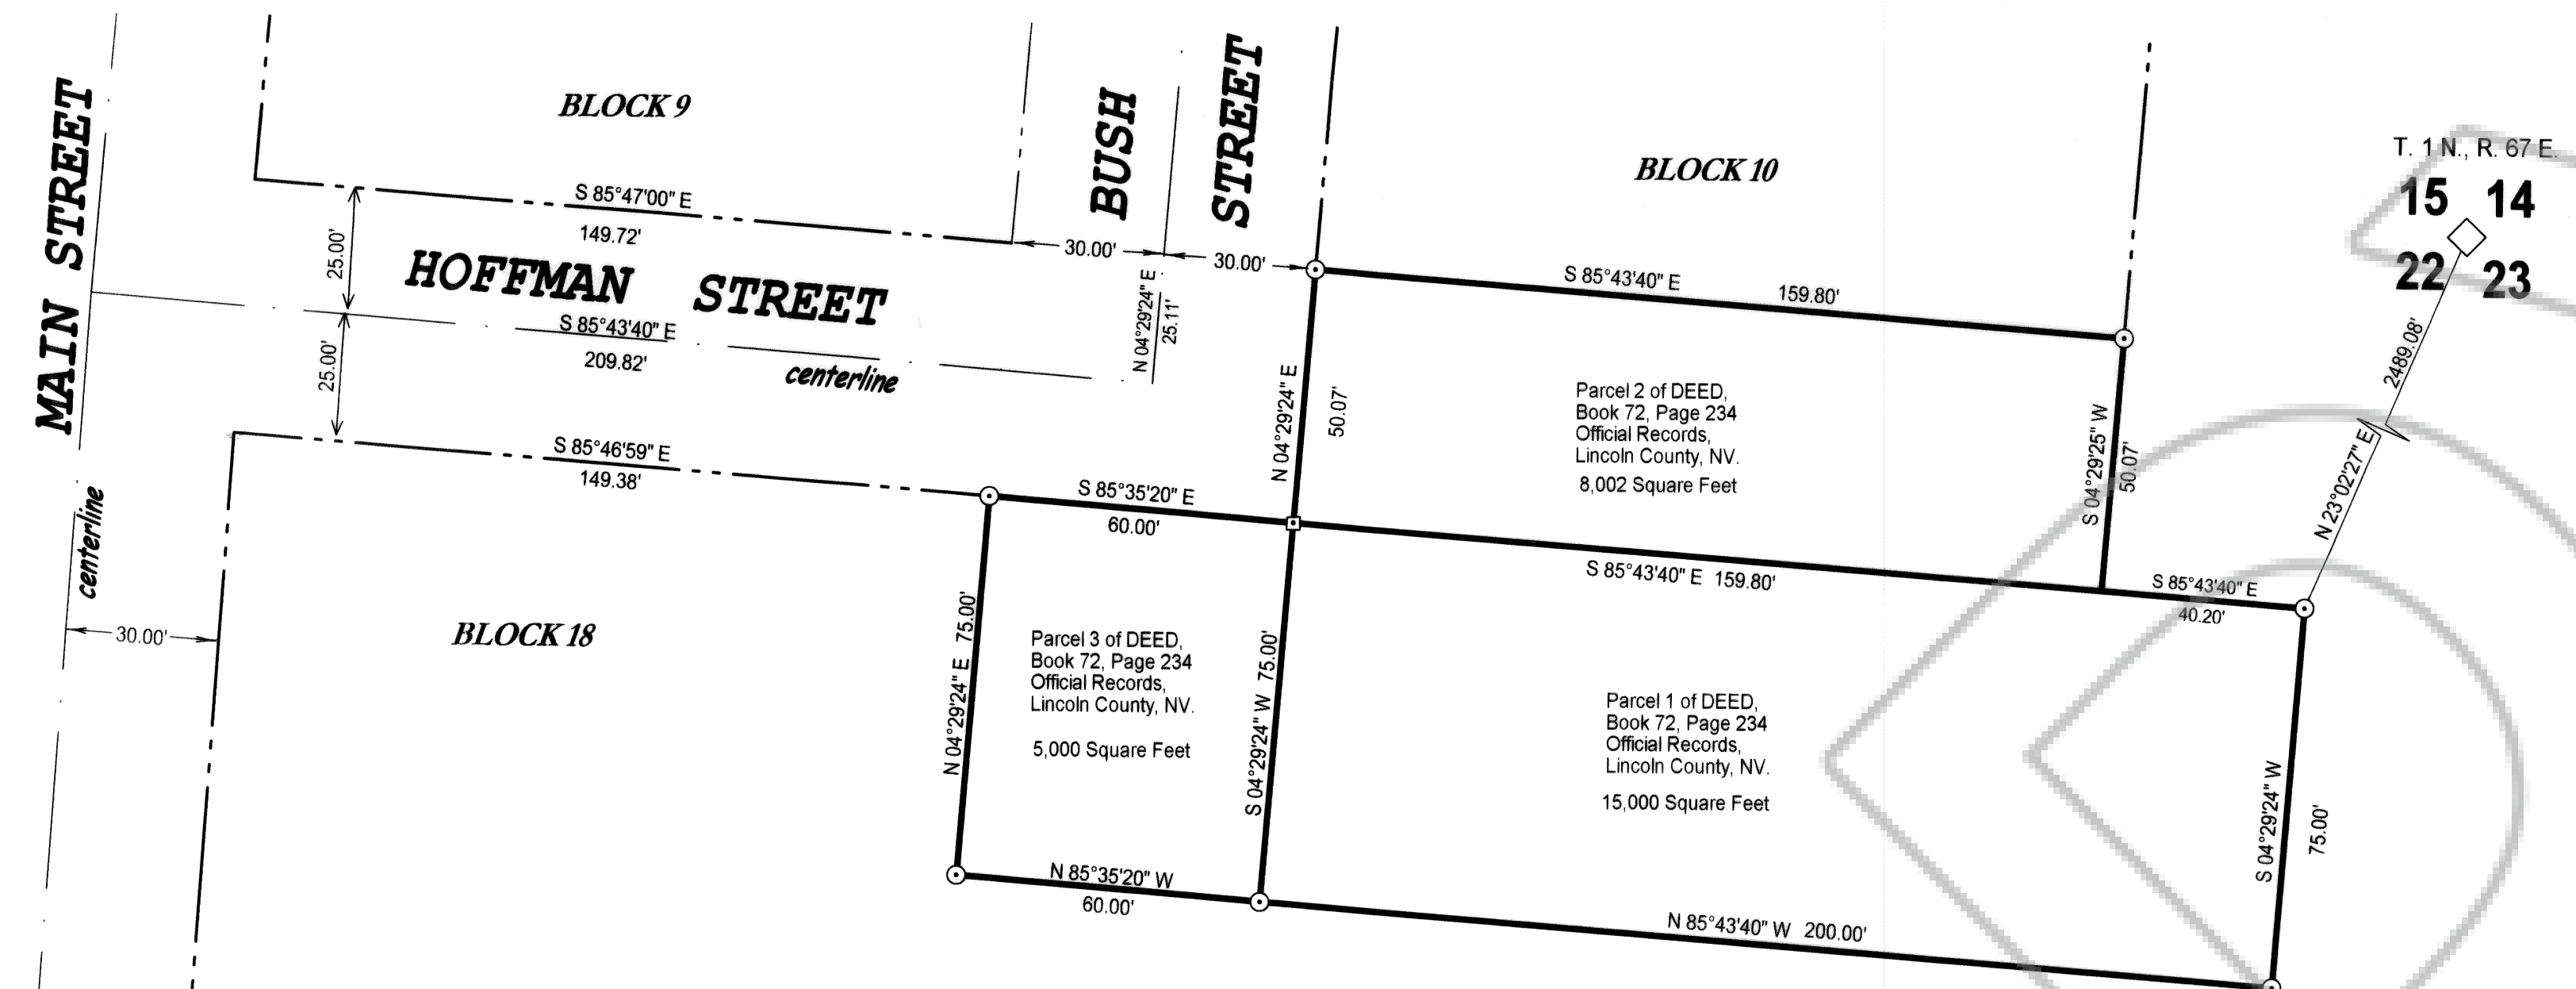 MAIN STREET
centerline
30.00'
BLOCK 9
S 85°47'00" E
149.72'
25.00'
HOFFMAN STREET
S 85°43'40" E
209.82'
centerline
25.00'
S 85°46'59" E
149.38'
BLOCK 18
BUSH STREET
30.00'
30.00'
N 04°29'24" E
25.11'
BLOCK 10
S 85°43'40" E 159.80'
N 04°29'24" E
50.07'
Parcel 2 of DEED,
Book 72, Page 234
Official Records,
Lincoln County, NV.
8,002 Square Feet
S 04°29'25" W
50.07'
S 85°35'20" E
60.00'
S 85°43'40" E 159.80'
S 85°43'40" E
40.20'
N 04°29'24" E 75.00'
Parcel 3 of DEED,
Book 72, Page 234
Official Records,
Lincoln County, NV.
5,000 Square Feet
S 04°29'24" W 75.00'
Parcel 1 of DEED,
Book 72, Page 234
Official Records,
Lincoln County, NV.
15,000 Square Feet
S 04°29'24" W
75.00'
N 85°35'20" W
60.00'
N 85°43'40" W 200.00'
T. 1 N., R. 67 E.
15 14
22 23
2489.08'
N 23°02'27" E